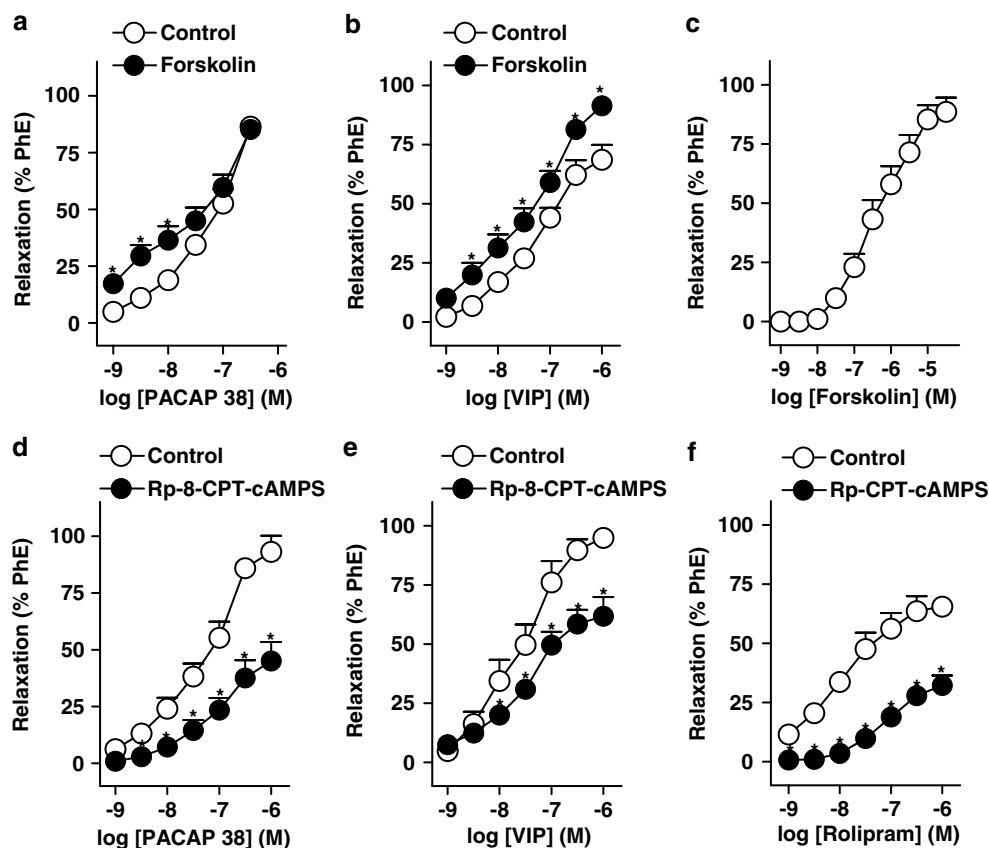 a
Control
Forskolin
Relaxation (% PhE)
100
75
50
25
0
* * *
-9 -8 -7 -6
log [PACAP 38] (M)
b
Control
Forskolin
Relaxation (% PhE)
100
75
50
25
0
* * * * * *
-9 -8 -7 -6
log [VIP] (M)
c
Relaxation (% PhE)
100
75
50
25
0
-9 -8 -7 -6 -5
log [Forskolin] (M)
d
Control
Rp-8-CPT-cAMPS
Relaxation (% PhE)
100
75
50
25
0
* * * * * *
-9 -8 -7 -6
log [PACAP 38] (M)
e
Control
Rp-8-CPT-cAMPS
Relaxation (% PhE)
100
75
50
25
0
* * * * *
-9 -8 -7 -6
log [VIP] (M)
f
Control
Rp-CPT-cAMPS
Relaxation (% PhE)
100
75
50
25
0
* * * * * * *
-9 -8 -7 -6
log [Rolipram] (M)